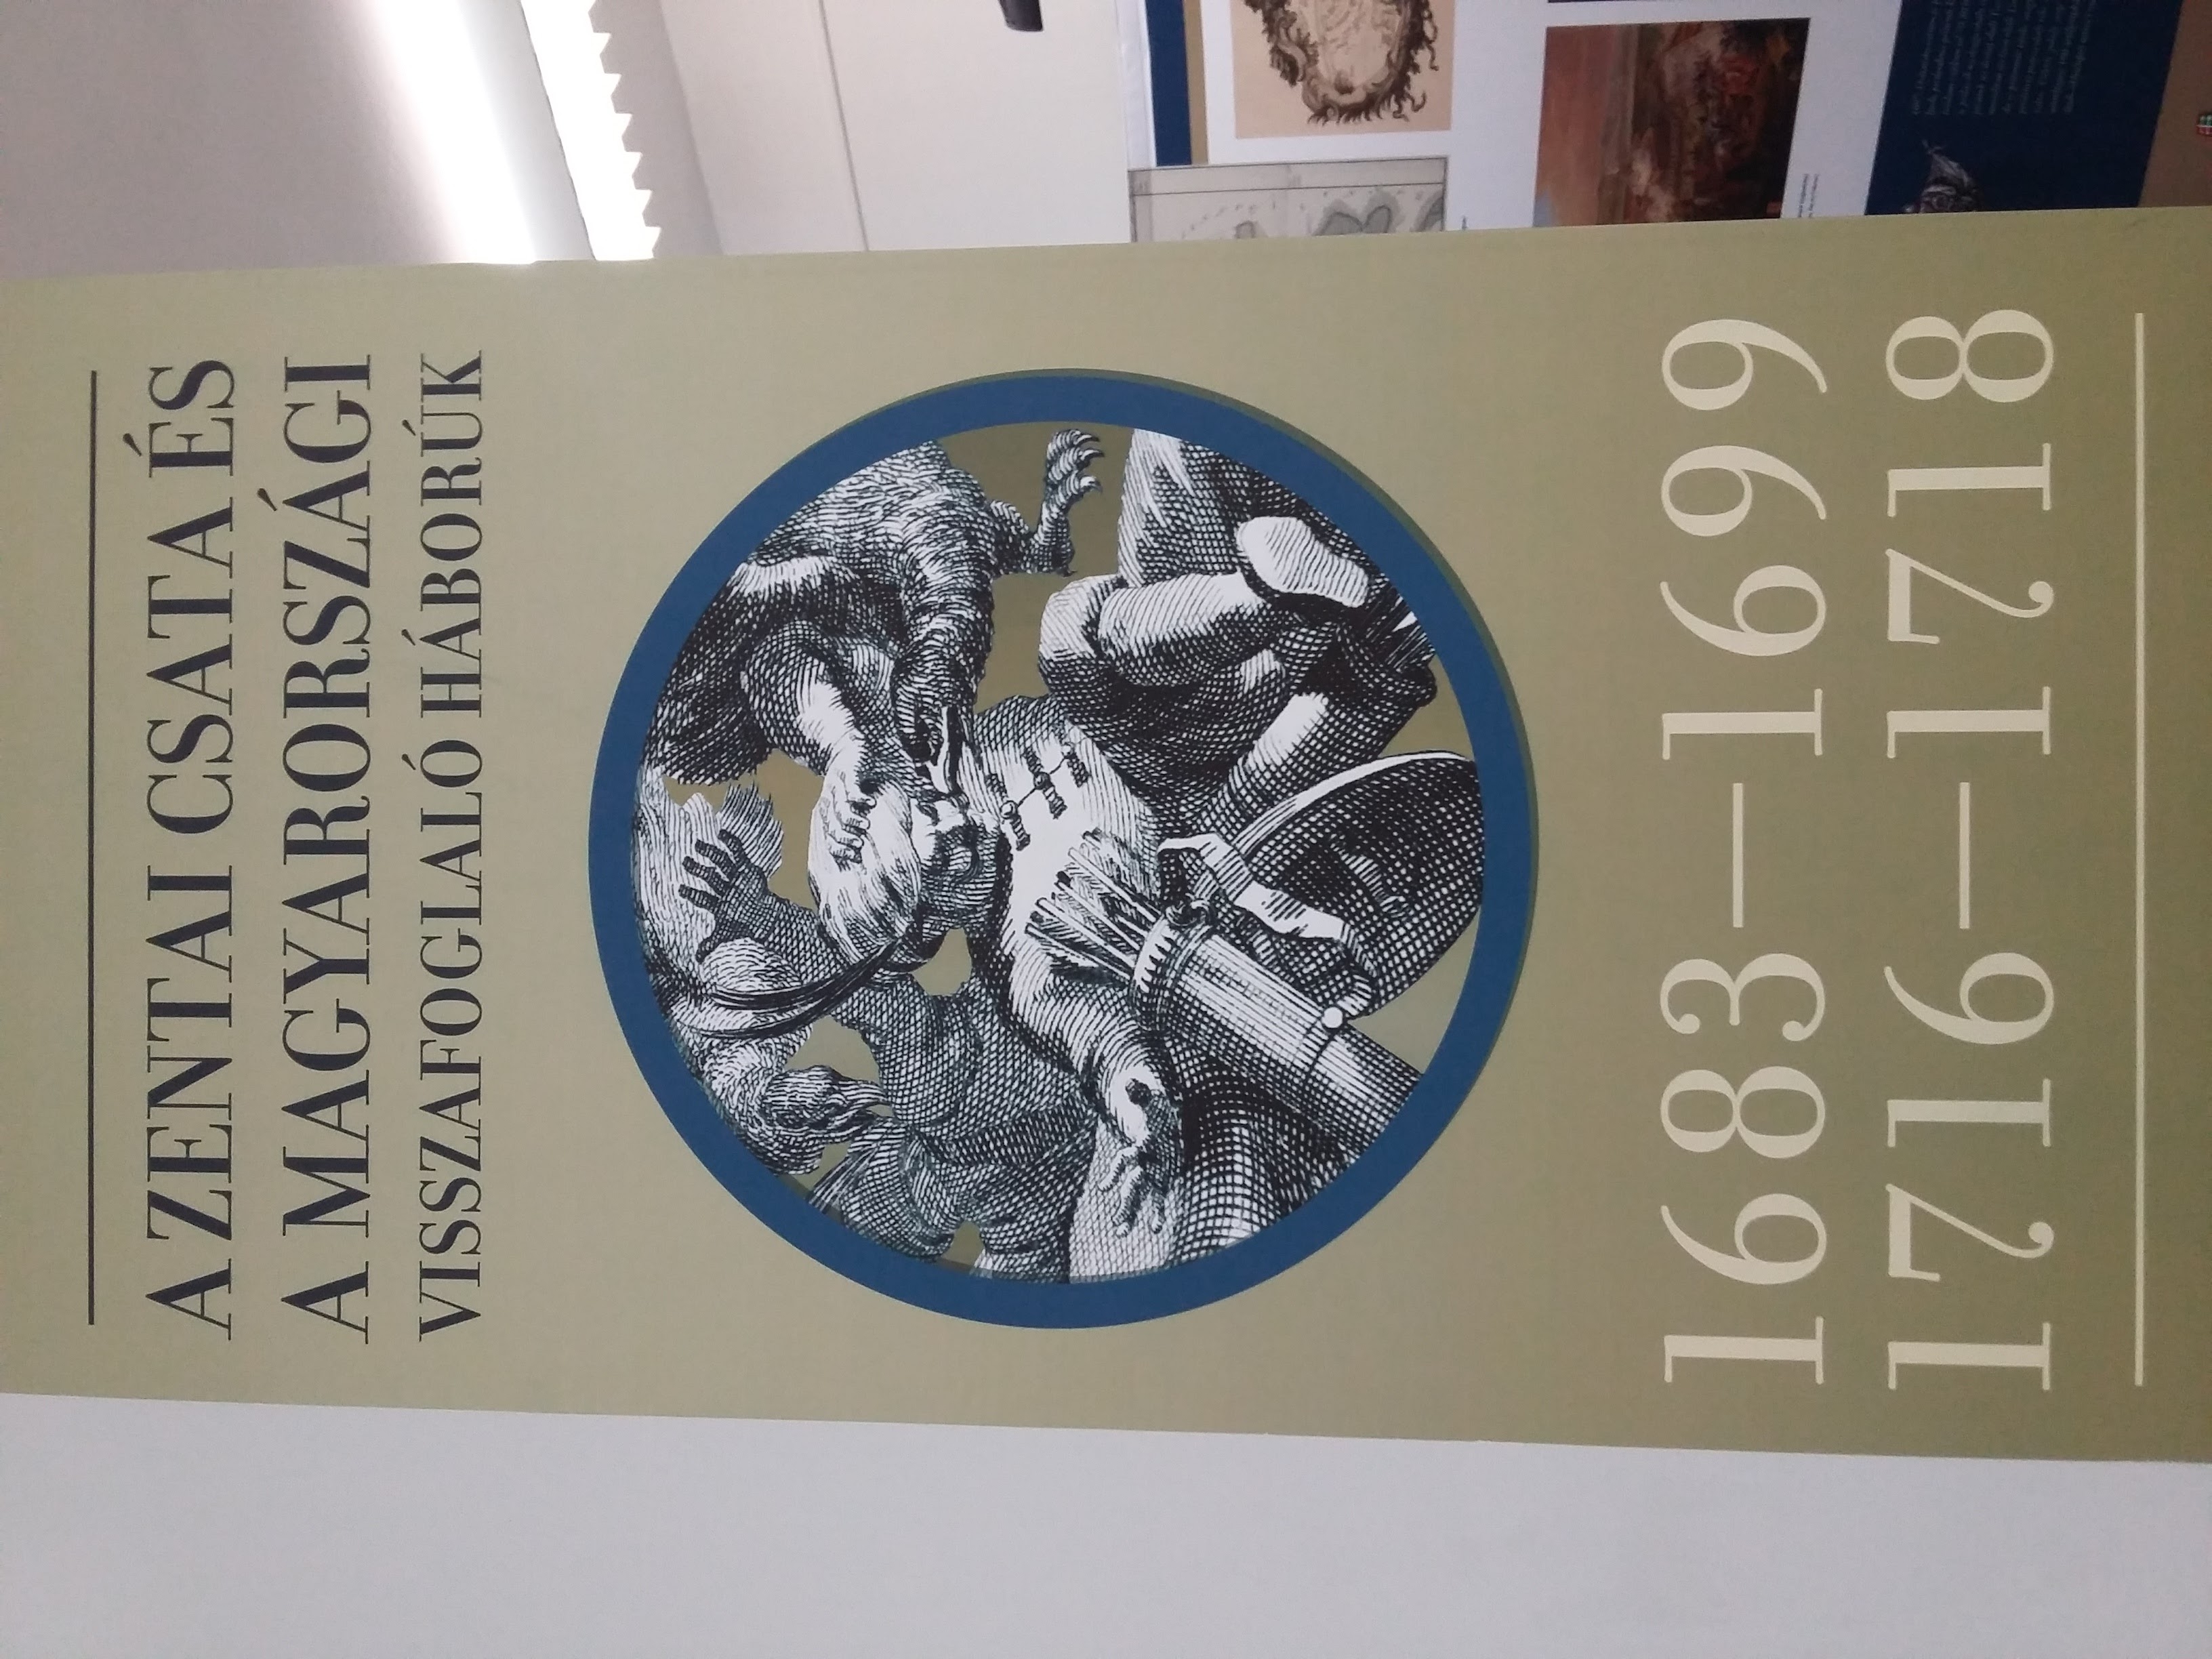 A ZENTAI CSATA ÉS
A MAGYARORSZÁGI
VISSZAFOGLALÓ HÁBORÚK
1683–1699
1716–1718